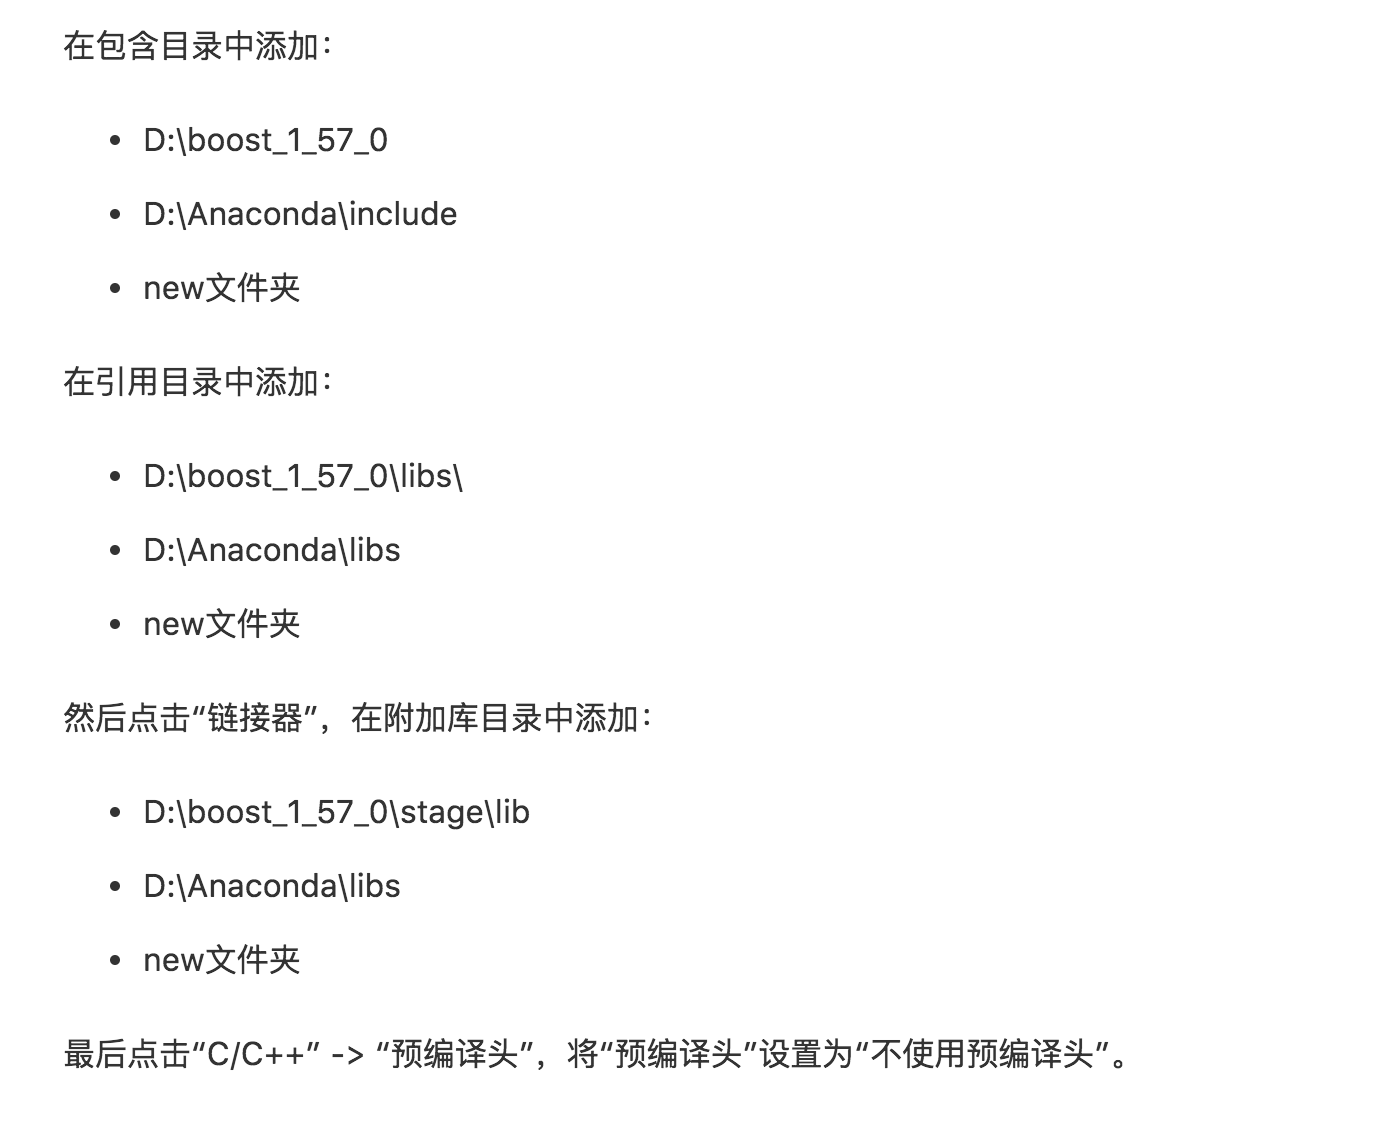 在包含目录中添加：
• D:\boost_1_57_0
• D:\Anaconda\include
• new文件夹
在引用目录中添加：
• D:\boost_1_57_0\libs\
• D:\Anaconda\libs
• new文件夹
然后点击“链接器”，在附加库目录中添加：
• D:\boost_1_57_0\stage\lib
• D:\Anaconda\libs
• new文件夹
最后点击“C/C++” -> “预编译头”，将“预编译头”设置为“不使用预编译头”。